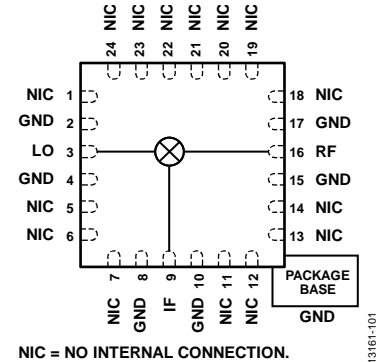 24 NIC
23 NIC
22 NIC
21 NIC
20 NIC
19 NIC
NIC 1
GND 2
LO 3
GND 4
NIC 5
NIC 6
18 NIC
17 GND
16 RF
15 GND
14 NIC
13 NIC
NIC 7
GND 8
IF 9
GND 10
NIC 11
NIC 12
PACKAGE
BASE
GND
NIC = NO INTERNAL CONNECTION.
13161-101